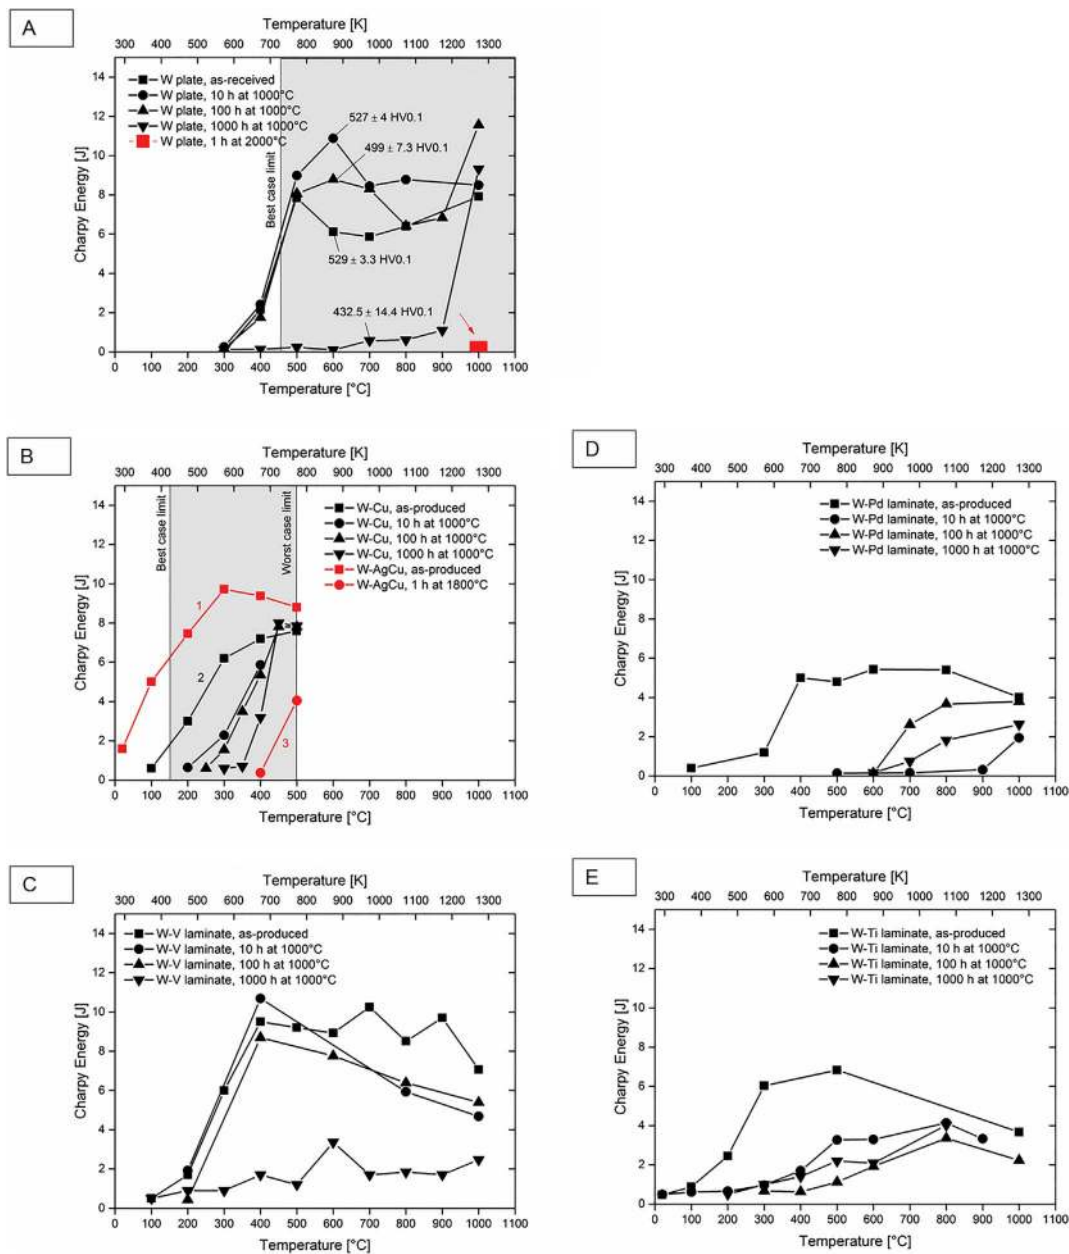 A
Temperature [K]
300 400 500 600 700 800 900 1000 1100 1200 1300
14
12
10
8
6
4
2
0
Charpy Energy [J]
W plate, as-received
W plate, 10 h at 1000°C
W plate, 100 h at 1000°C
W plate, 1000 h at 1000°C
W plate, 1 h at 2000°C
Best case limit
527 ± 4 HV0.1
499 ± 7.3 HV0.1
529 ± 3.3 HV0.1
432.5 ± 14.4 HV0.1
0 100 200 300 400 500 600 700 800 900 1000 1100
Temperature [°C]
B
Temperature [K]
300 400 500 600 700 800 900 1000 1100 1200 1300
14
12
10
8
6
4
2
0
Charpy Energy [J]
Best case limit
Worst case limit
W-Cu, as-produced
W-Cu, 10 h at 1000°C
W-Cu, 100 h at 1000°C
W-Cu, 1000 h at 1000°C
W-AgCu, as-produced
W-AgCu, 1 h at 1800°C
1
2
3
0 100 200 300 400 500 600 700 800 900 1000 1100
Temperature [°C]
D
Temperature [K]
300 400 500 600 700 800 900 1000 1100 1200 1300
14
12
10
8
6
4
2
0
Charpy Energy [J]
W-Pd laminate, as-produced
W-Pd laminate, 10 h at 1000°C
W-Pd laminate, 100 h at 1000°C
W-Pd laminate, 1000 h at 1000°C
0 100 200 300 400 500 600 700 800 900 1000 1100
Temperature [°C]
C
Temperature [K]
300 400 500 600 700 800 900 1000 1100 1200 1300
14
12
10
8
6
4
2
0
Charpy Energy [J]
W-V laminate, as-produced
W-V laminate, 10 h at 1000°C
W-V laminate, 100 h at 1000°C
W-V laminate, 1000 h at 1000°C
0 100 200 300 400 500 600 700 800 900 1000 1100
Temperature [°C]
E
Temperature [K]
300 400 500 600 700 800 900 1000 1100 1200 1300
14
12
10
8
6
4
2
0
Charpy Energy [J]
W-Ti laminate, as-produced
W-Ti laminate, 10 h at 1000°C
W-Ti laminate, 100 h at 1000°C
W-Ti laminate, 1000 h at 1000°C
0 100 200 300 400 500 600 700 800 900 1000 1100
Temperature [°C]